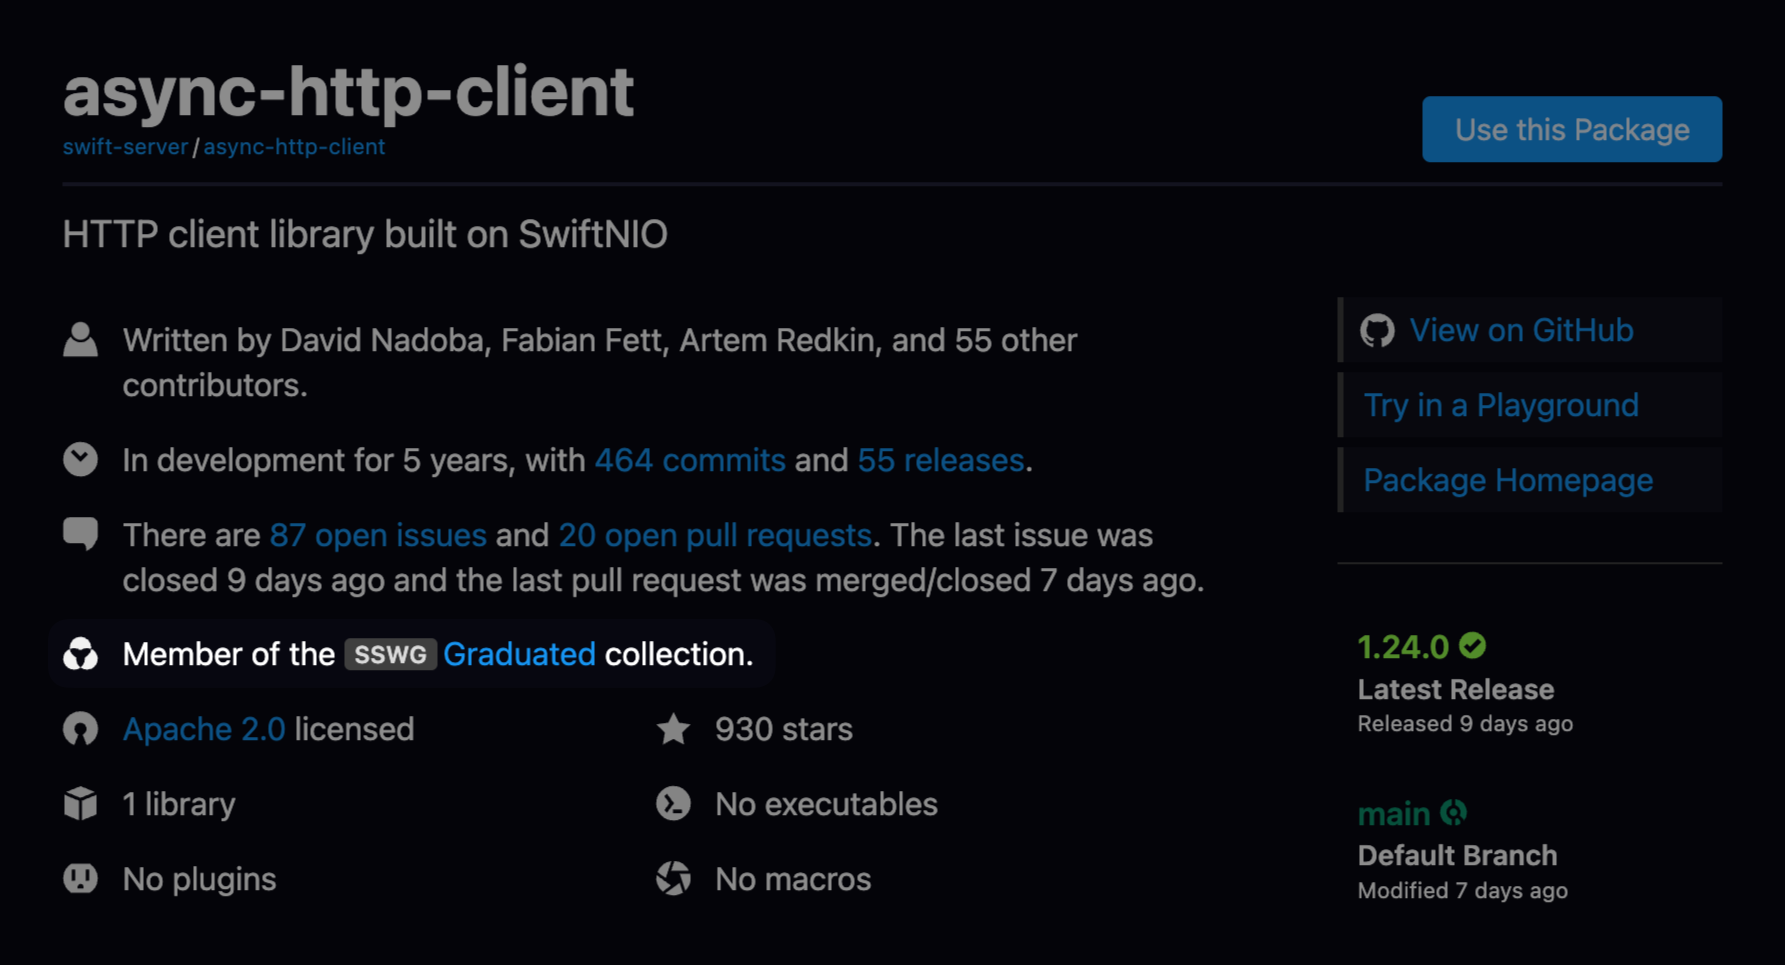 async-http-client
swift-server/async-http-client
Use this Package
HTTP client library built on SwiftNIO
Written by David Nadoba, Fabian Fett, Artem Redkin, and 55 other
contributors.
In development for 5 years, with 464 commits and 55 releases.
There are 87 open issues and 20 open pull requests. The last issue was
closed 9 days ago and the last pull request was merged/closed 7 days ago.
Member of the SSWG Graduated collection.
Apache 2.0 licensed
930 stars
1 library
No executables
No plugins
No macros
View on GitHub
Try in a Playground
Package Homepage
1.24.0
Latest Release
Released 9 days ago
main
Default Branch
Modified 7 days ago